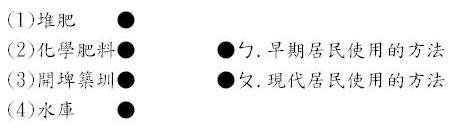 (1)堆肥 ●
(2)化學肥料● ●ㄅ.早期居民使用的方法
(3)開埤築圳● ●ㄆ.現代居民使用的方法
(4)水庫 ●